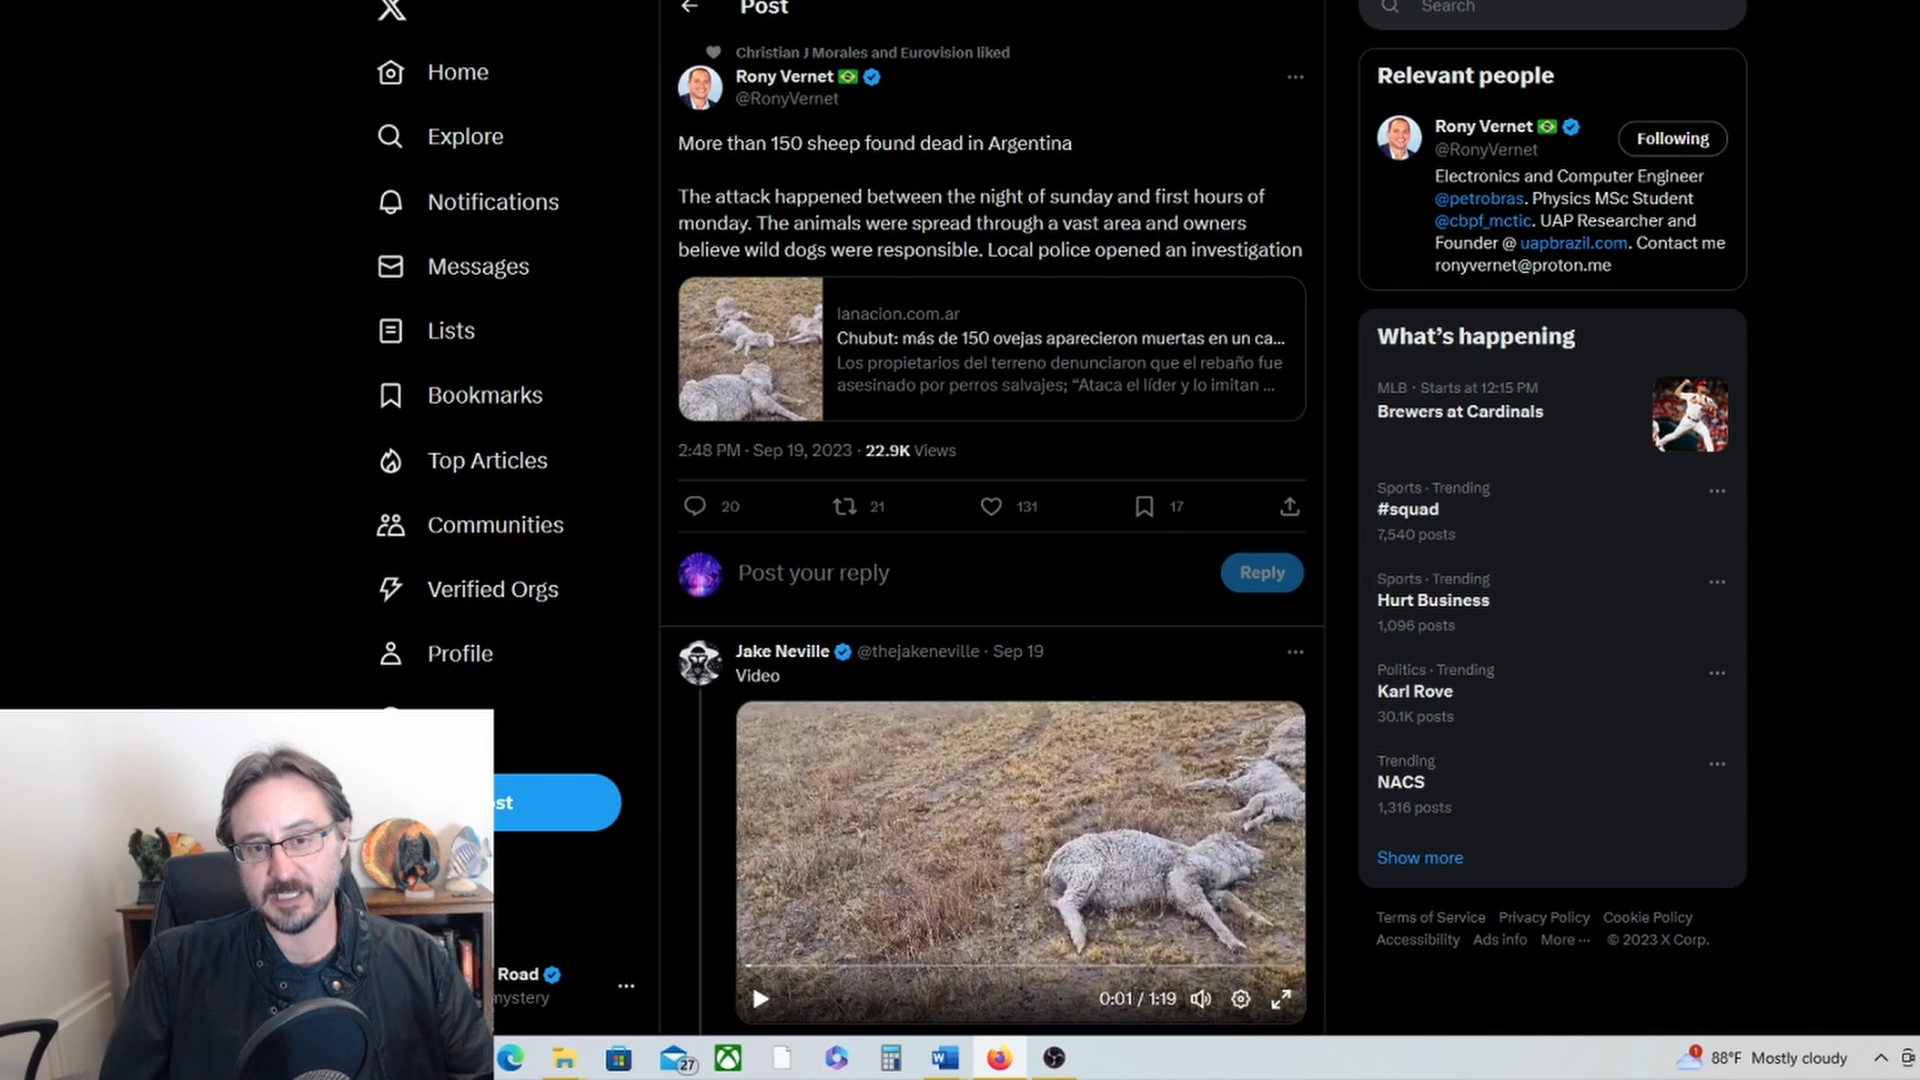 Home
Explore
Notifications
Messages
Lists
Bookmarks
Top Articles
Communities
Verified Orgs
Profile
st
Road
mystery
Post
Christian J Morales and Eurovision liked
Rony Vernet
@RonyVernet
More than 150 sheep found dead in Argentina
The attack happened between the night of sunday and first hours of
monday. The animals were spread through a vast area and owners
believe wild dogs were responsible. Local police opened an investigation
lanacion.com.ar
Chubut: más de 150 ovejas aparecieron muertas en un ca...
Los propietarios del terreno denunciaron que el rebaño fue
asesinado por perros salvajes; “Ataca el líder y lo imitan ...
2:48 PM · Sep 19, 2023 · 22.9K Views
20 21 131 17
Post your reply
Reply
Jake Neville @thejakeneville · Sep 19
Video
0:01 / 1:19
Search
Relevant people
Rony Vernet
@RonyVernet
Following
Electronics and Computer Engineer
@petrobras. Physics MSc Student
@cbpf_mctic. UAP Researcher and
Founder @ uapbrazil.com. Contact me
ronyvernet@proton.me
What’s happening
MLB · Starts at 12:15 PM
Brewers at Cardinals
Sports · Trending
#squad
7,540 posts
Sports · Trending
Hurt Business
1,096 posts
Politics · Trending
Karl Rove
30.1K posts
Trending
NACS
1,316 posts
Show more
Terms of Service Privacy Policy Cookie Policy
Accessibility Ads info More ··· © 2023 X Corp.
27
1
88°F Mostly cloudy